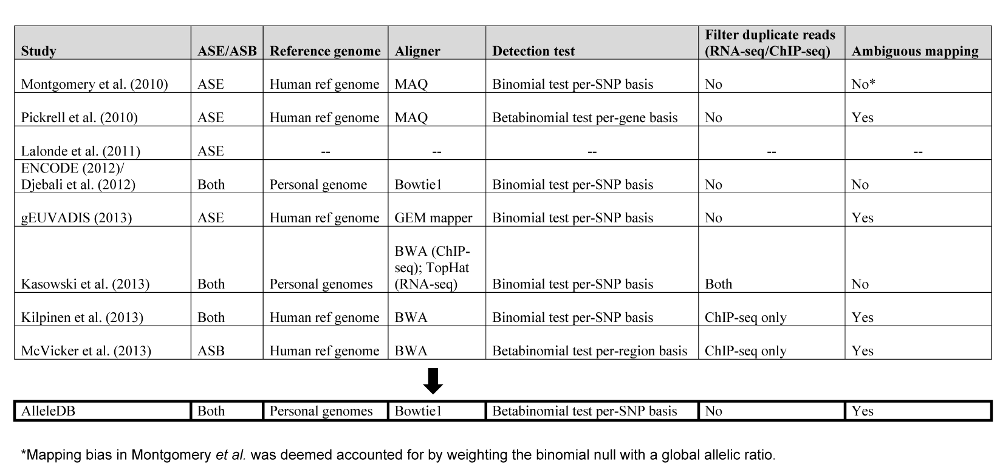 Study ASE/ASB Reference genome Aligner Detection test Filter duplicate reads (RNA-seq/ChIP-seq) Ambiguous mapping
Montgomery et al. (2010) ASE Human ref genome MAQ Binomial test per-SNP basis No No*
Pickrell et al. (2010) ASE Human ref genome MAQ Betabinomial test per-gene basis No Yes
Lalonde et al. (2011) ASE -- -- -- -- --
ENCODE (2012)/
Djebali et al. (2012) Both Personal genome Bowtie1 Binomial test per-SNP basis No No
gEUVADIS (2013) ASE Human ref genome GEM mapper Binomial test per-SNP basis No Yes
Kasowski et al. (2013) Both Personal genomes BWA (ChIP-
seq); TopHat
(RNA-seq) Binomial test per-SNP basis Both No
Kilpinen et al. (2013) Both Human ref genome BWA Binomial test per-SNP basis ChIP-seq only Yes
McVicker et al. (2013) ASB Human ref genome BWA Betabinomial test per-region basis ChIP-seq only Yes
AlleleDB Both Personal genomes Bowtie1 Betabinomial test per-SNP basis No Yes
*Mapping bias in Montgomery et al. was deemed accounted for by weighting the binomial null with a global allelic ratio.